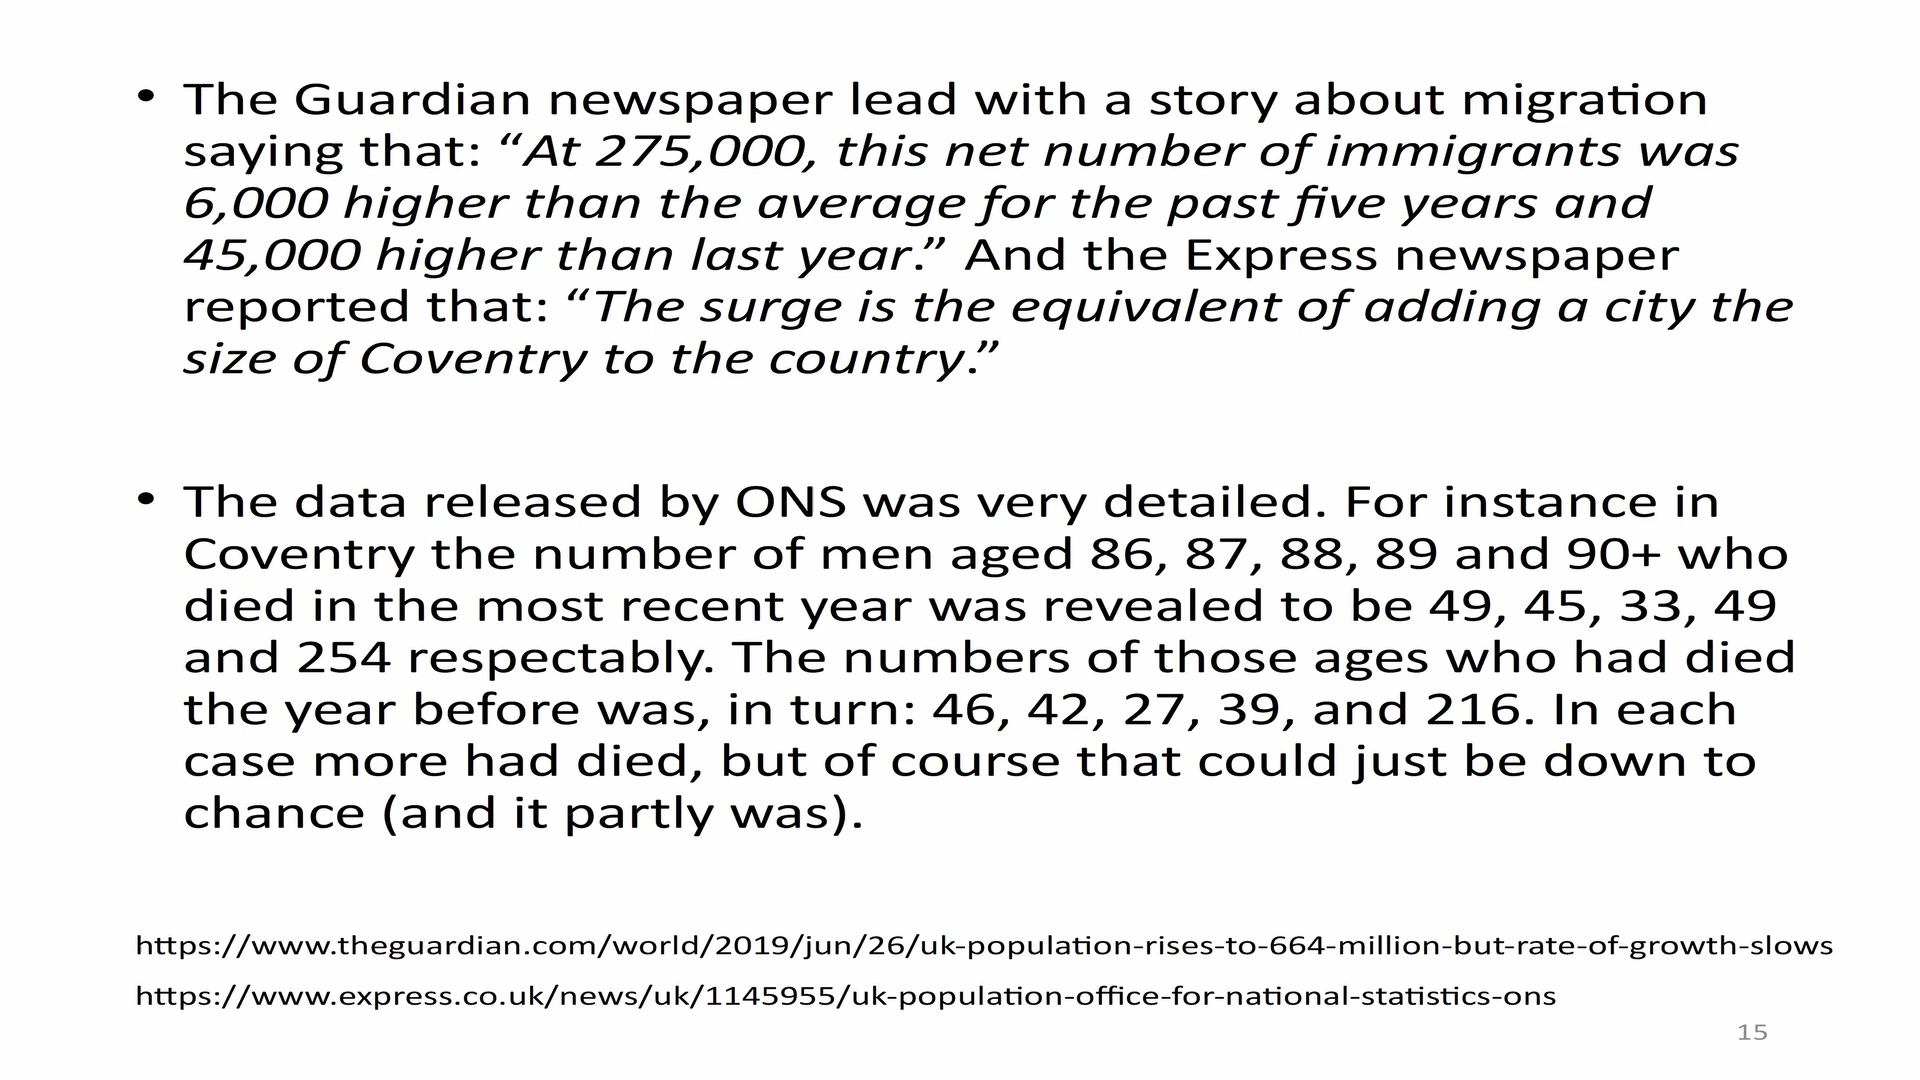 • The Guardian newspaper lead with a story about migration
saying that: “At 275,000, this net number of immigrants was
6,000 higher than the average for the past five years and
45,000 higher than last year.” And the Express newspaper
reported that: “The surge is the equivalent of adding a city the
size of Coventry to the country.”
• The data released by ONS was very detailed. For instance in
Coventry the number of men aged 86, 87, 88, 89 and 90+ who
died in the most recent year was revealed to be 49, 45, 33, 49
and 254 respectably. The numbers of those ages who had died
the year before was, in turn: 46, 42, 27, 39, and 216. In each
case more had died, but of course that could just be down to
chance (and it partly was).
https://www.theguardian.com/world/2019/jun/26/uk-population-rises-to-664-million-but-rate-of-growth-slows
https://www.express.co.uk/news/uk/1145955/uk-population-office-for-national-statistics-ons
15